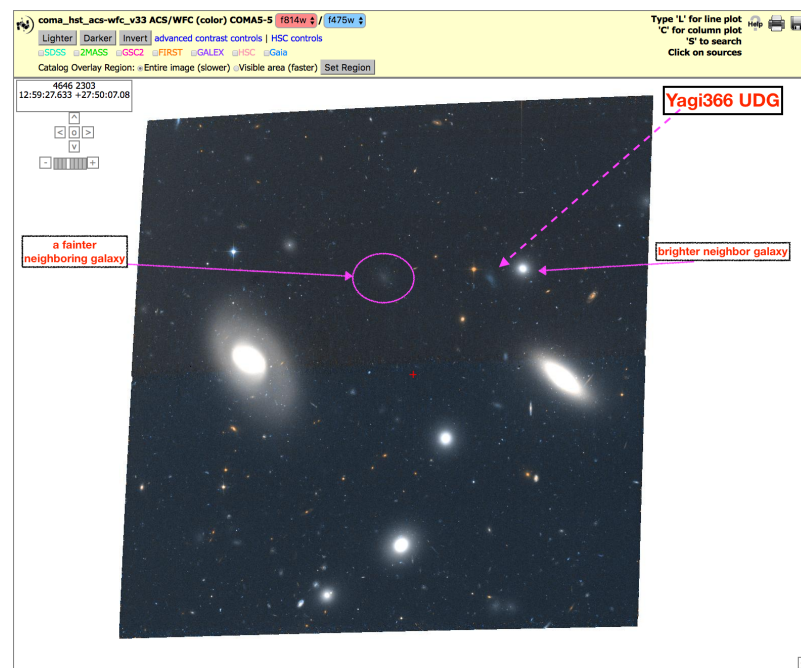 coma_hst_acs-wfc_v33 ACS/WFC (color) COMA5-5 f814w / f475w
Lighter Darker Invert advanced contrast controls | HSC controls
SDSS 2MASS GSC2 FIRST GALEX HSC Gaia
Catalog Overlay Region: Entire image (slower) Visible area (faster) Set Region
Type 'L' for line plot
'C' for column plot
'S' to search
Click on sources
Help
4646 2303
12:59:27.633 +27:50:07.08
^
< o >
v
- +
Yagi366 UDG
a fainter
neighboring galaxy
brighter neighbor galaxy